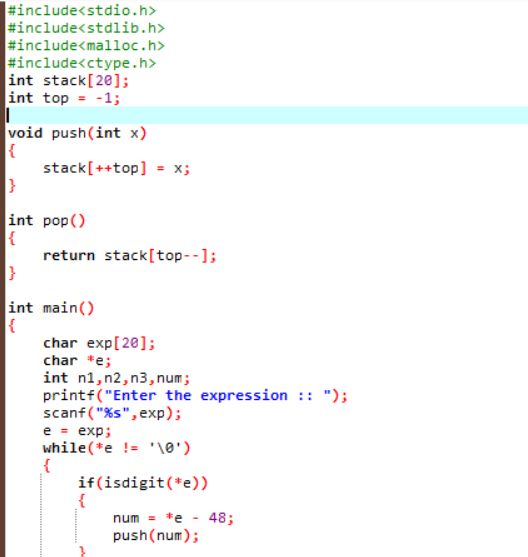 #include<stdio.h>
#include<stdlib.h>
#include<malloc.h>
#include<ctype.h>
int stack[20];
int top = -1;
void push(int x)
{
    stack[++top] = x;
}
int pop()
{
    return stack[top--];
}
int main()
{
    char exp[20];
    char *e;
    int n1,n2,n3,num;
    printf("Enter the expression :: ");
    scanf("%s",exp);
    e = exp;
    while(*e != '\0')
    {
        if(isdigit(*e))
        {
            num = *e - 48;
            push(num);
        }